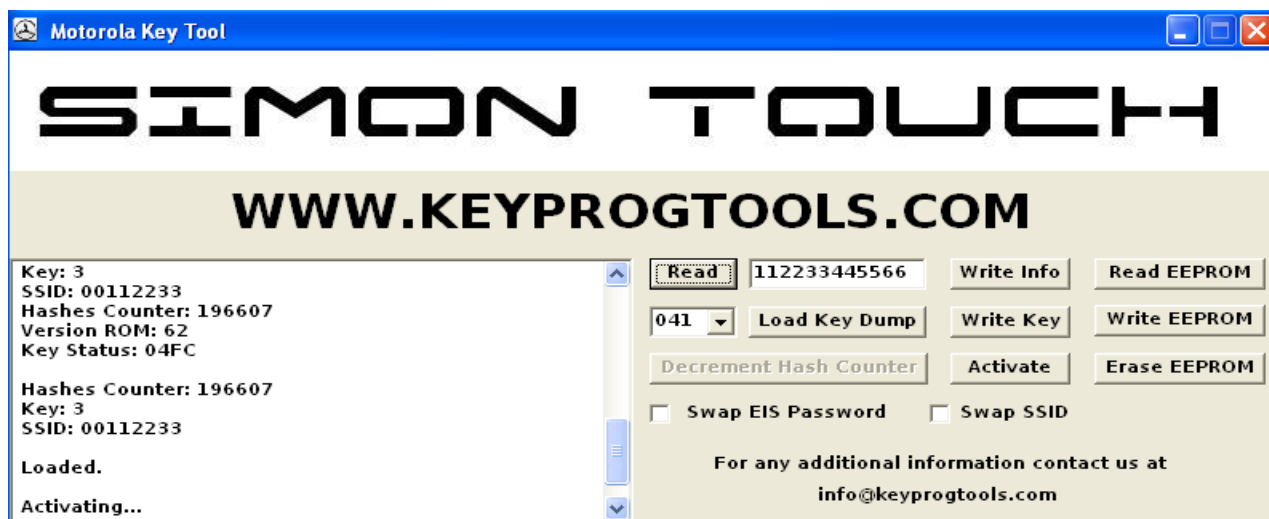 Motorola Key Tool
SIMON TOUCH
WWW.KEYPROGTOOLS.COM
Key: 3
SSID: 00112233
Hashes Counter: 196607
Version ROM: 62
Key Status: 04FC
Hashes Counter: 196607
Key: 3
SSID: 00112233
Loaded.
Activating...
Read 112233445566 Write Info Read EEPROM
041 Load Key Dump Write Key Write EEPROM
Decrement Hash Counter Activate Erase EEPROM
Swap EIS Password Swap SSID
For any additional information contact us at
info@keyprogtools.com